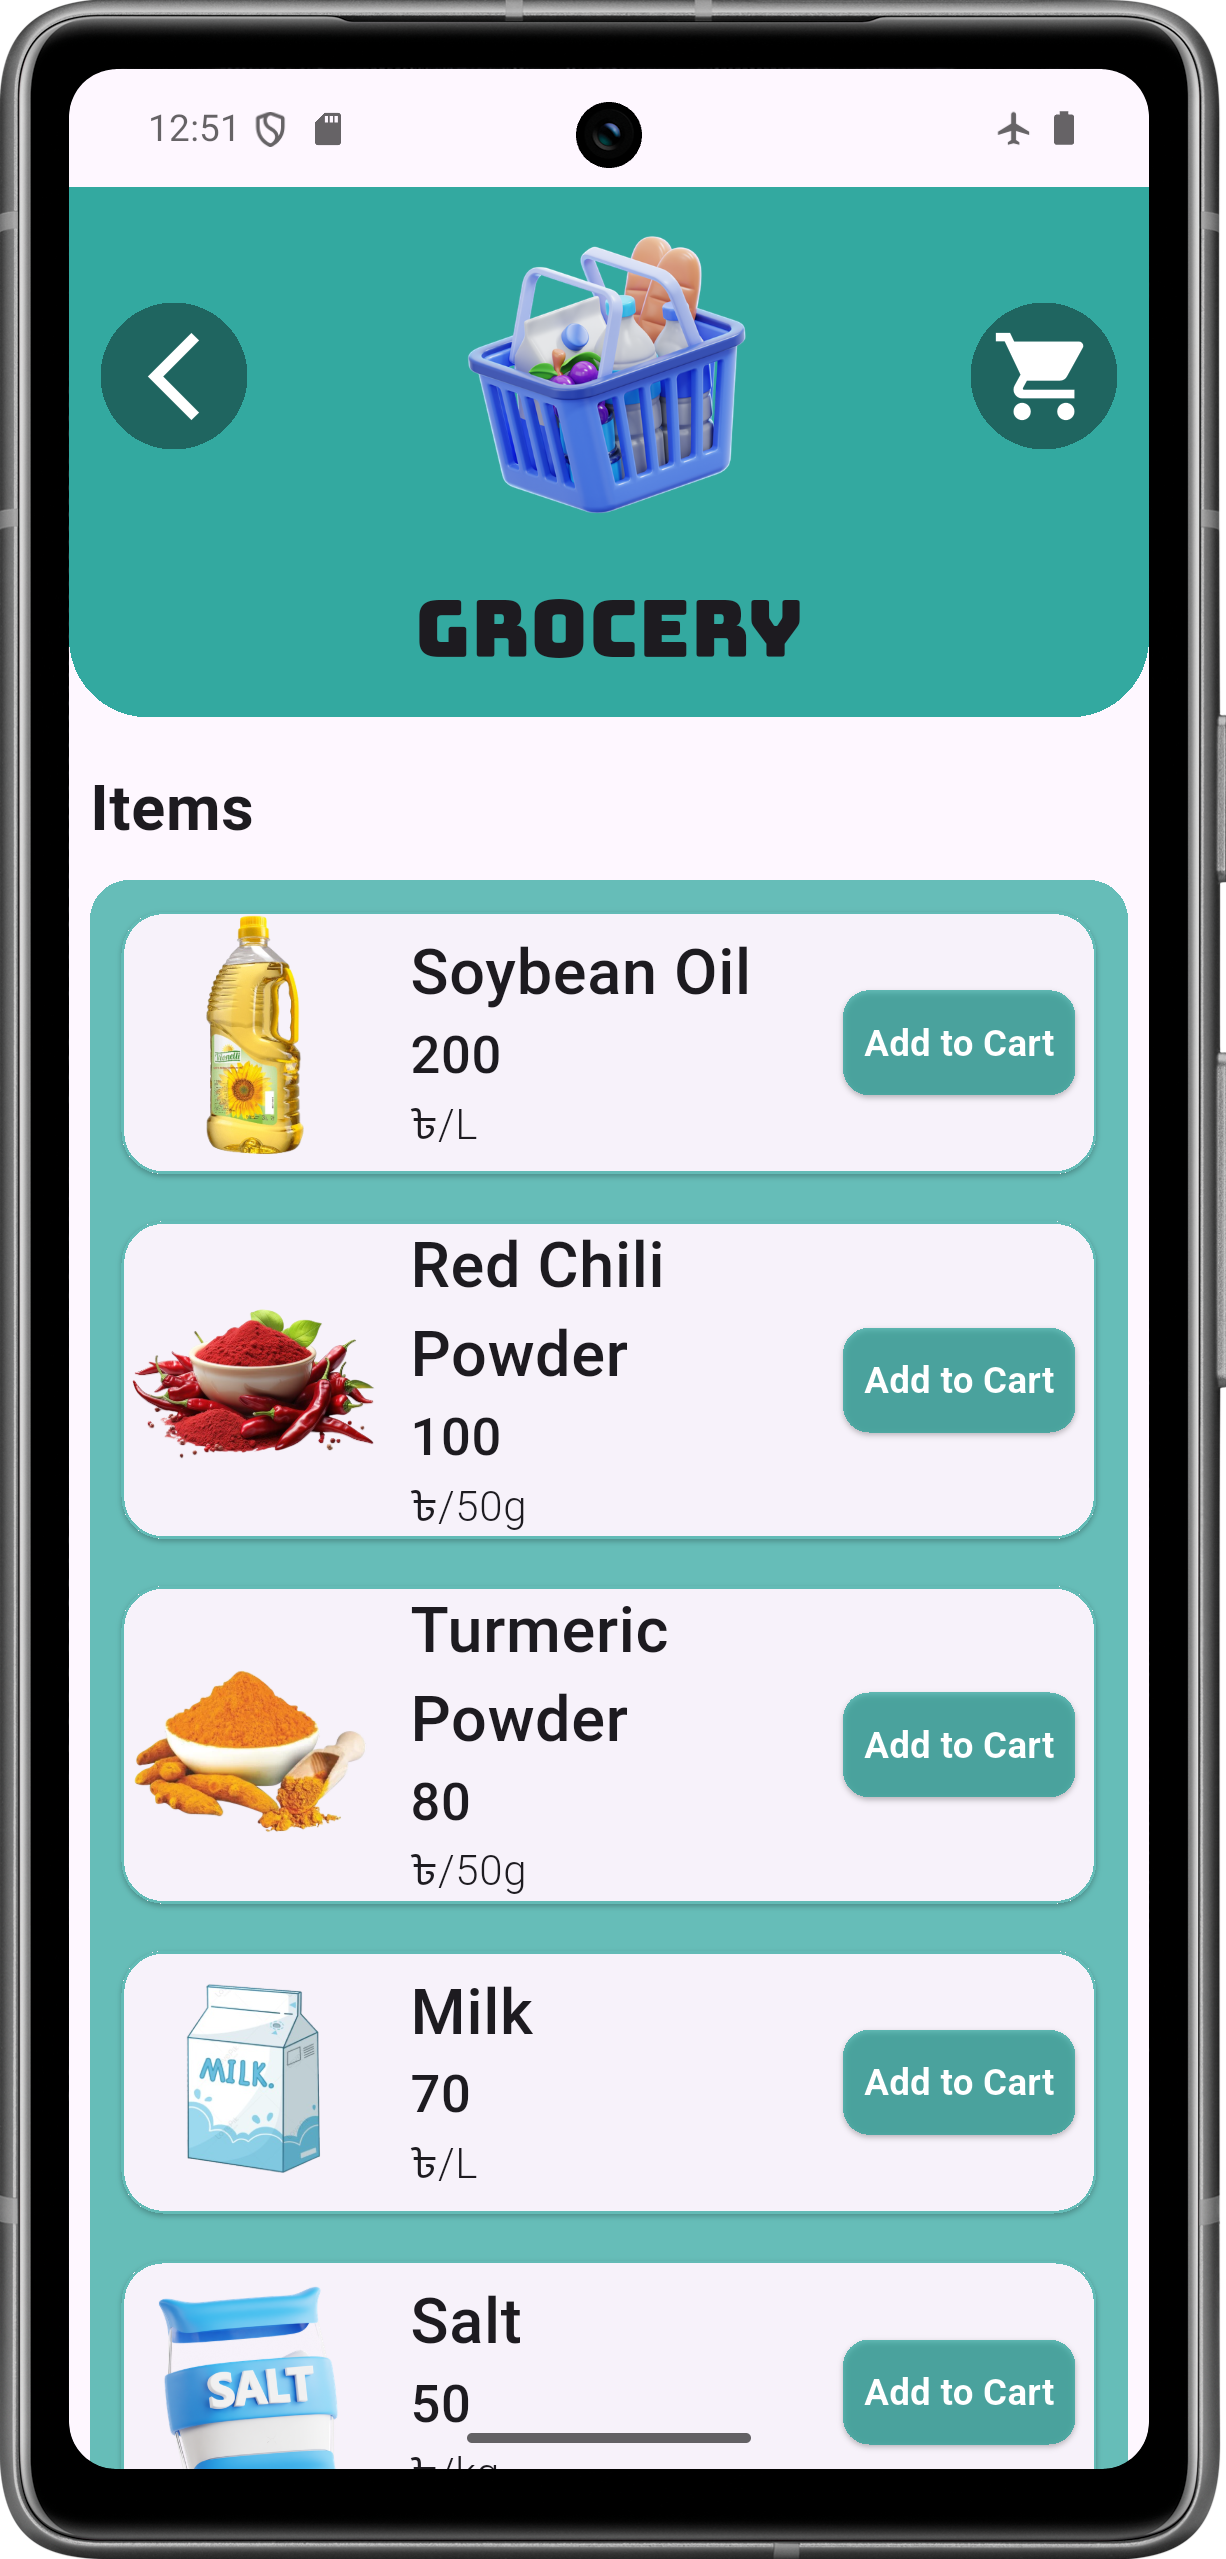 12:51
GROCERY
Items
Soybean Oil
200
৳/L
Add to Cart
Red Chili
Powder
100
৳/50g
Add to Cart
Turmeric
Powder
80
৳/50g
Add to Cart
MILK.
Milk
70
৳/L
Add to Cart
SALT
Salt
50
৳/kg
Add to Cart